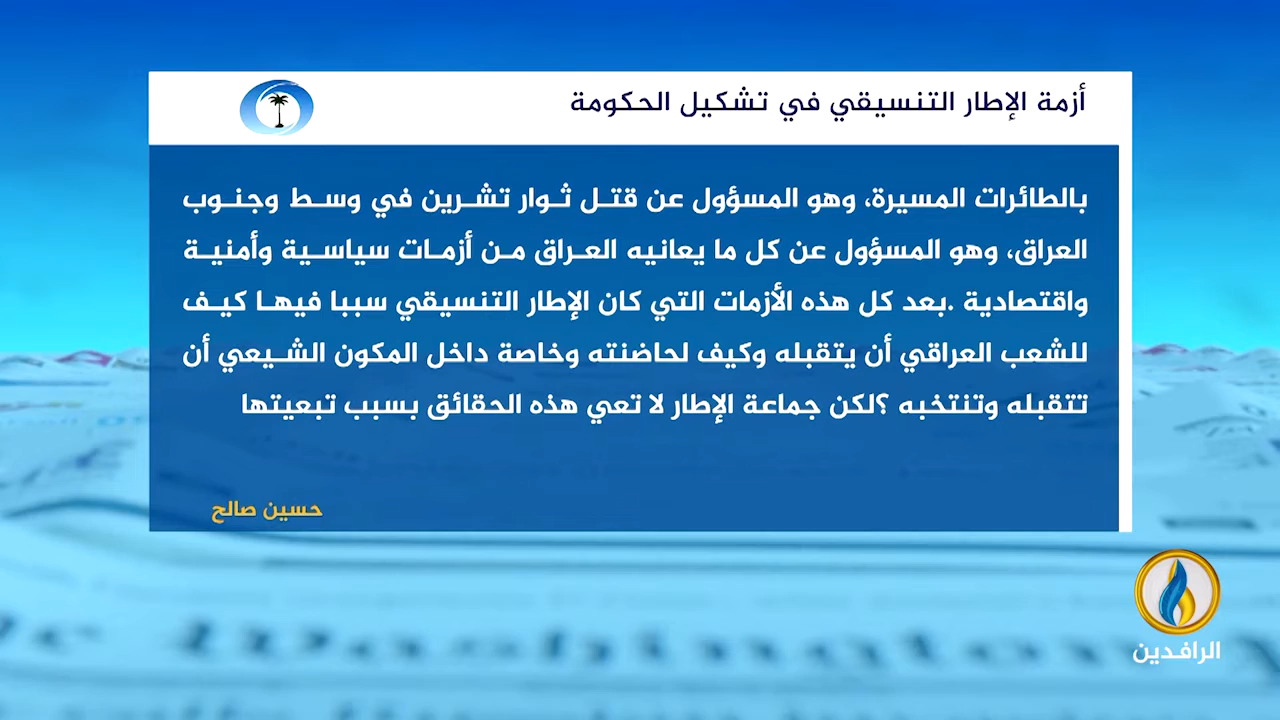 أزمة الإطار التنسيقي في تشكيل الحكومة
بالطائرات المسيرة، وهو المسؤول عن قتل ثوار تشرين في وسط وجنوب
العراق، وهو المسؤول عن كل ما يعانيه العراق من أزمات سياسية وأمنية
واقتصادية .بعد كل هذه الأزمات التي كان الإطار التنسيقي سببا فيها كيف
للشعب العراقي أن يتقبله وكيف لحاضنته وخاصة داخل المكون الشيعي أن
تتقبله وتنتخبه ؟لكن جماعة الإطار لا تعي هذه الحقائق بسبب تبعيتها
حسين صالح
الرافدين